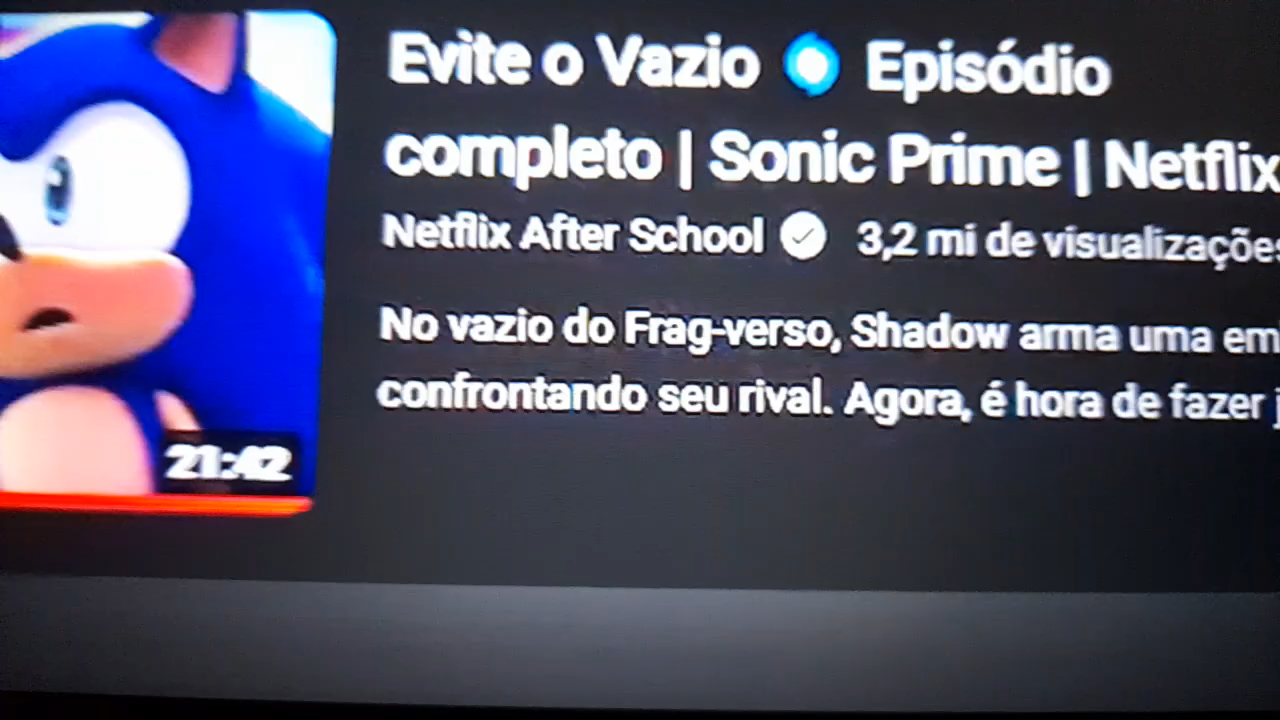 Evite o Vazio Episódio
completo | Sonic Prime | Netflix
Netflix After School 3,2 mi de visualizações
No vazio do Frag-verso, Shadow arma uma em
confrontando seu rival. Agora, é hora de fazer j
21:42